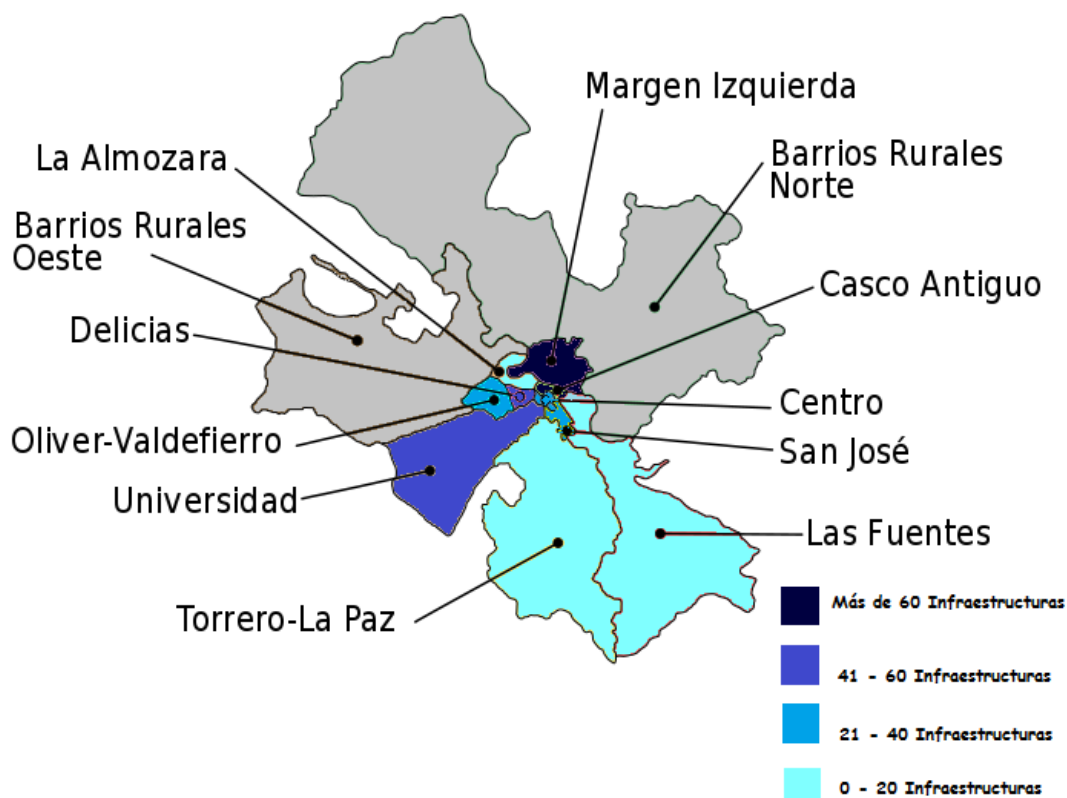 Margen Izquierda
La Almozara
Barrios Rurales
Norte
Barrios Rurales
Oeste
Casco Antiguo
Delicias
Centro
Oliver-Valdefierro
San José
Universidad
Las Fuentes
Torrero-La Paz
Más de 60 Infraestructuras
41 - 60 Infraestructuras
21 - 40 Infraestructuras
0 - 20 Infraestructuras